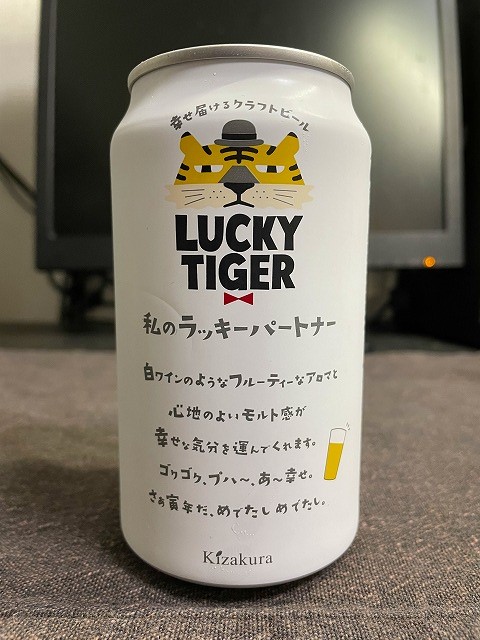 幸せ届けるクラフトビール
LUCKY
TIGER
私のラッキーパートナー
白ワインのようなフルーティーなアロマと
心地のよいモルト感が
幸せな気分を運んでくれます。
ゴクゴク、プハ〜、あ〜幸せ。
さぁ寅年だ、めでたしめでたし。
Kizakura